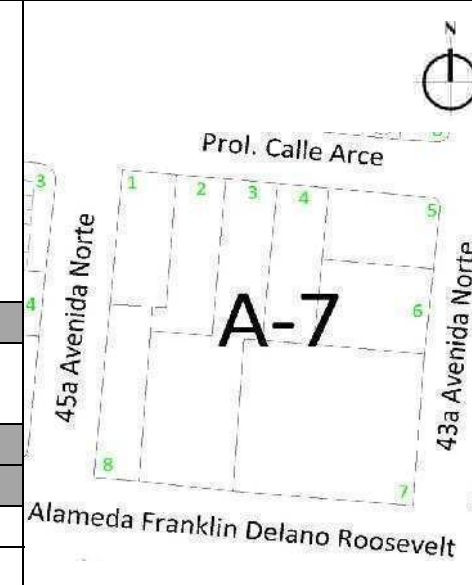 N
Prol. Calle Arce
3
1
2
3
4
5
45a Avenida Norte
4
A-7
6
43a Avenida Norte
8
7
Alameda Franklin Delano Roosevelt